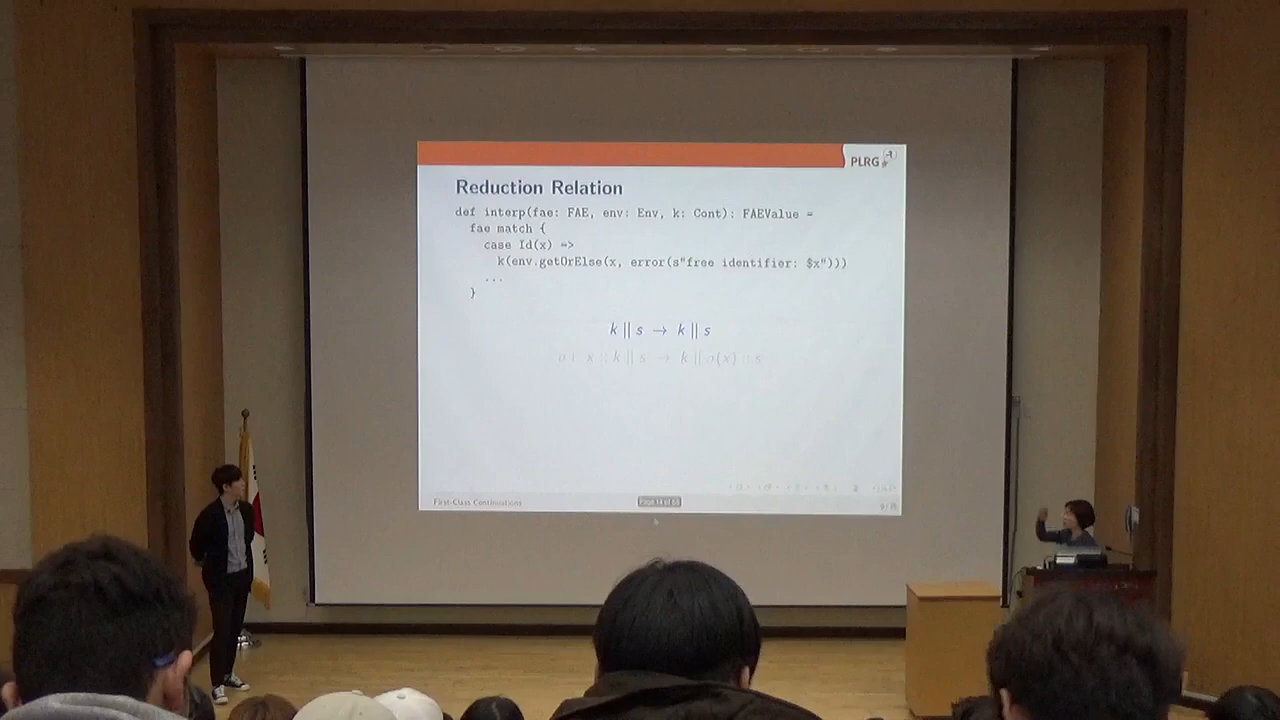 PLRG
Reduction Relation
def interp(fae: FAE, env: Env, k: Cont): FAEValue =
fae match {
case Id(x) =>
k(env.getOrElse(x, error(s"free identifier: $x")))
...
}
k || s → k || s
σ ⊢ x :: k || s → k || σ(x) :: s
First-Class Continuations